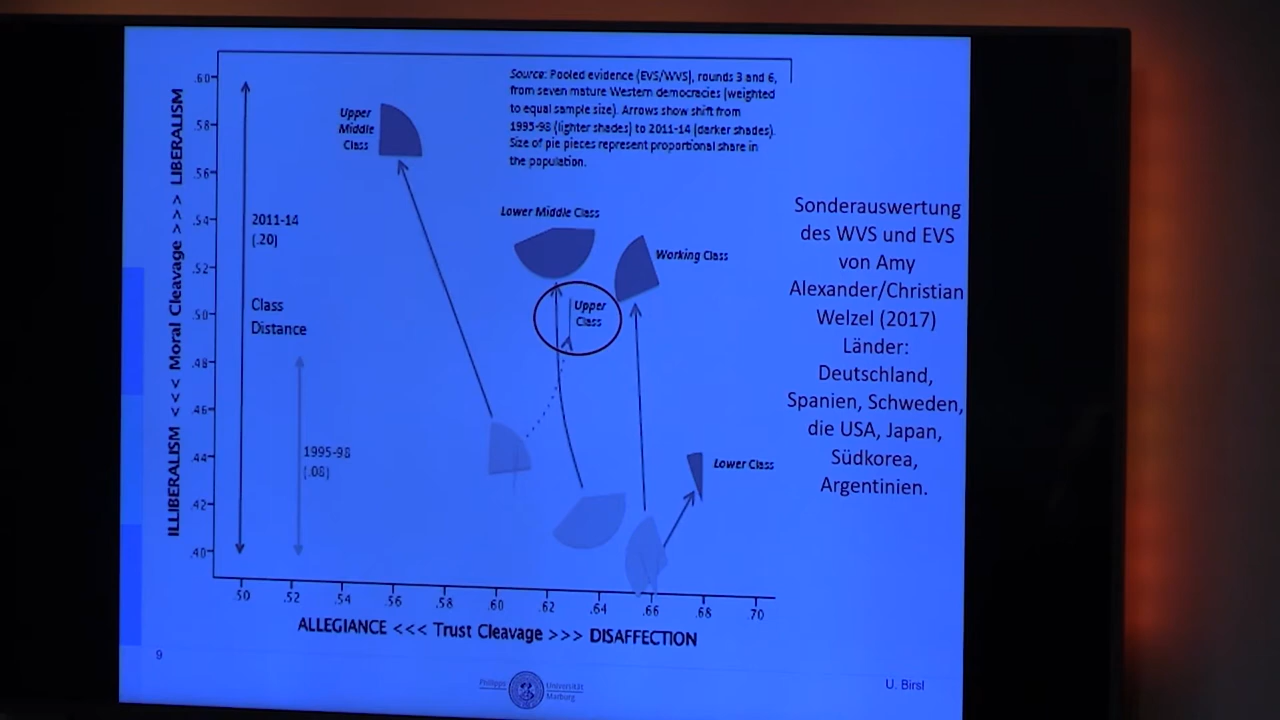 Source: Pooled evidence (EVS/WVS), rounds 3 and 6,
from seven mature Western democracies (weighted
to equal sample size). Arrows show shift from
1995-98 (lighter shades) to 2011-14 (darker shades).
Size of pie pieces represent proportional share in
the population.
ILLIBERALISM <<< Moral Cleavage >>> LIBERALISM
.60
.58
.56
.54
.52
.50
.48
.46
.44
.42
.40
Upper
Middle
Class
Lower Middle Class
Working Class
Upper
Class
Lower Class
2011-14
(.20)
Class
Distance
1995-98
(.08)
.50 .52 .54 .56 .58 .60 .62 .64 .66 .68 .70
ALLEGIANCE <<< Trust Cleavage >>> DISAFFECTION
Sonderauswertung
des WVS und EVS
von Amy
Alexander/Christian
Welzel (2017)
Länder:
Deutschland,
Spanien, Schweden,
die USA, Japan,
Südkorea,
Argentinien.
9
Philipps Universität
Marburg
U. Birsl